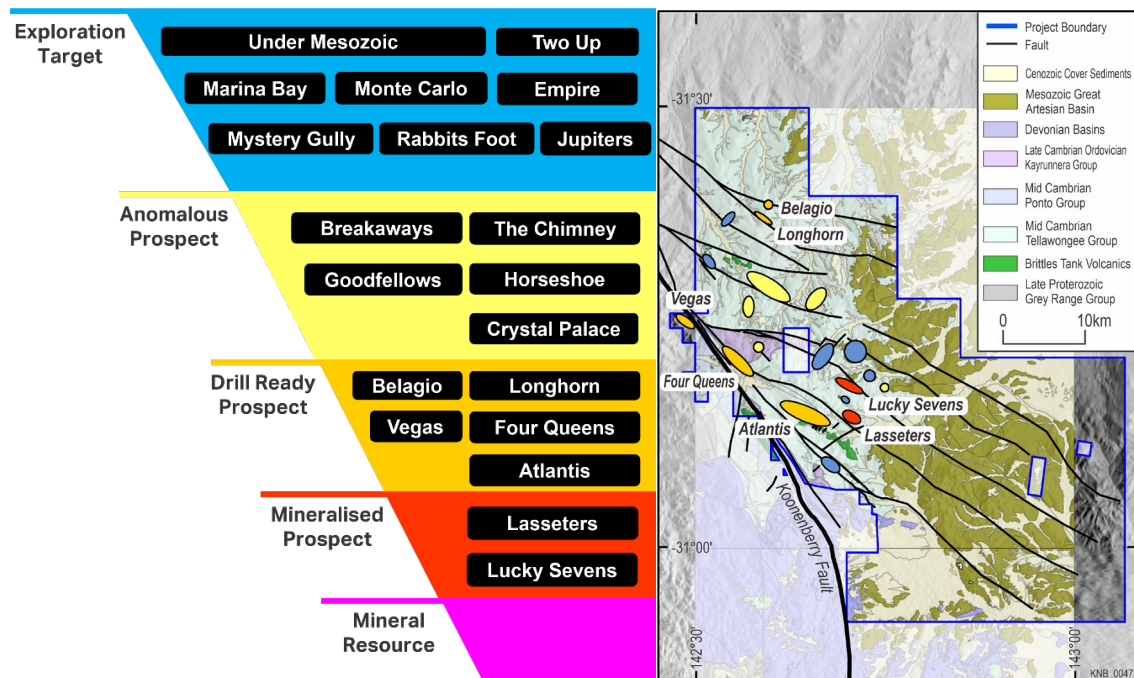 Exploration
Target
Under Mesozoic
Two Up
Marina Bay
Monte Carlo
Empire
Mystery Gully
Rabbits Foot
Jupiters
Anomalous
Prospect
Breakaways
The Chimney
Goodfellows
Horseshoe
Crystal Palace
Drill Ready
Prospect
Belagio
Longhorn
Vegas
Four Queens
Atlantis
Mineralised
Prospect
Lasseters
Lucky Sevens
Mineral
Resource
-31°30'
Belagio
Longhorn
Vegas
Four Queens
Lucky Sevens
Atlantis
Lasseters
Koonenberry Fault
-31°00'
142°30'
143°00'
KNB_0047
Project Boundary
Fault
Cenozoic Cover Sediments
Mesozoic Great
Artesian Basin
Devonian Basins
Late Cambrian Ordovician
Kayrunnera Group
Mid Cambrian
Ponto Group
Mid Cambrian
Tellawongee Group
Brittles Tank Volcanics
Late Proterozoic
Grey Range Group
0 10km